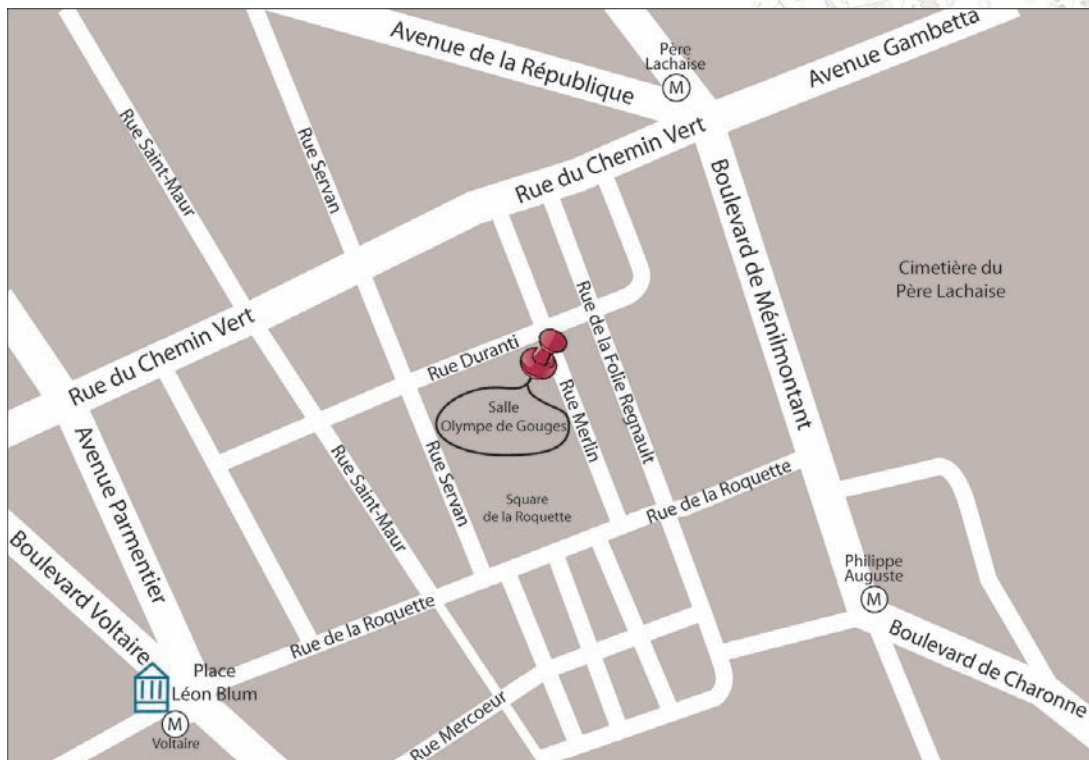 Avenue de la République
Père
Lachaise
M
Avenue Gambetta
Rue Saint-Maur
Rue Servan
Rue du Chemin Vert
Boulevard de Ménilmontant
Cimetière du
Père Lachaise
Rue du Chemin Vert
Rue Duranti
Rue de la Folie Regnault
Salle
Olympe de Gouges
Rue Merlin
Avenue Parmentier
Rue Saint-Maur
Rue Servan
Square
de la Roquette
Rue de la Roquette
Boulevard Voltaire
Philippe
Auguste
M
Rue de la Roquette
Boulevard de Charonne
Place
Léon Blum
M
Voltaire
Rue Mercoeur